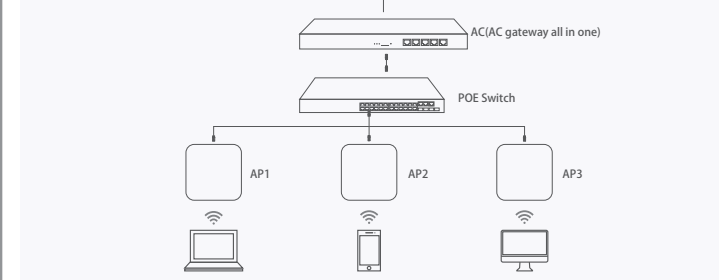 AC(AC gateway all in one)
POE Switch
AP1
AP2
AP3